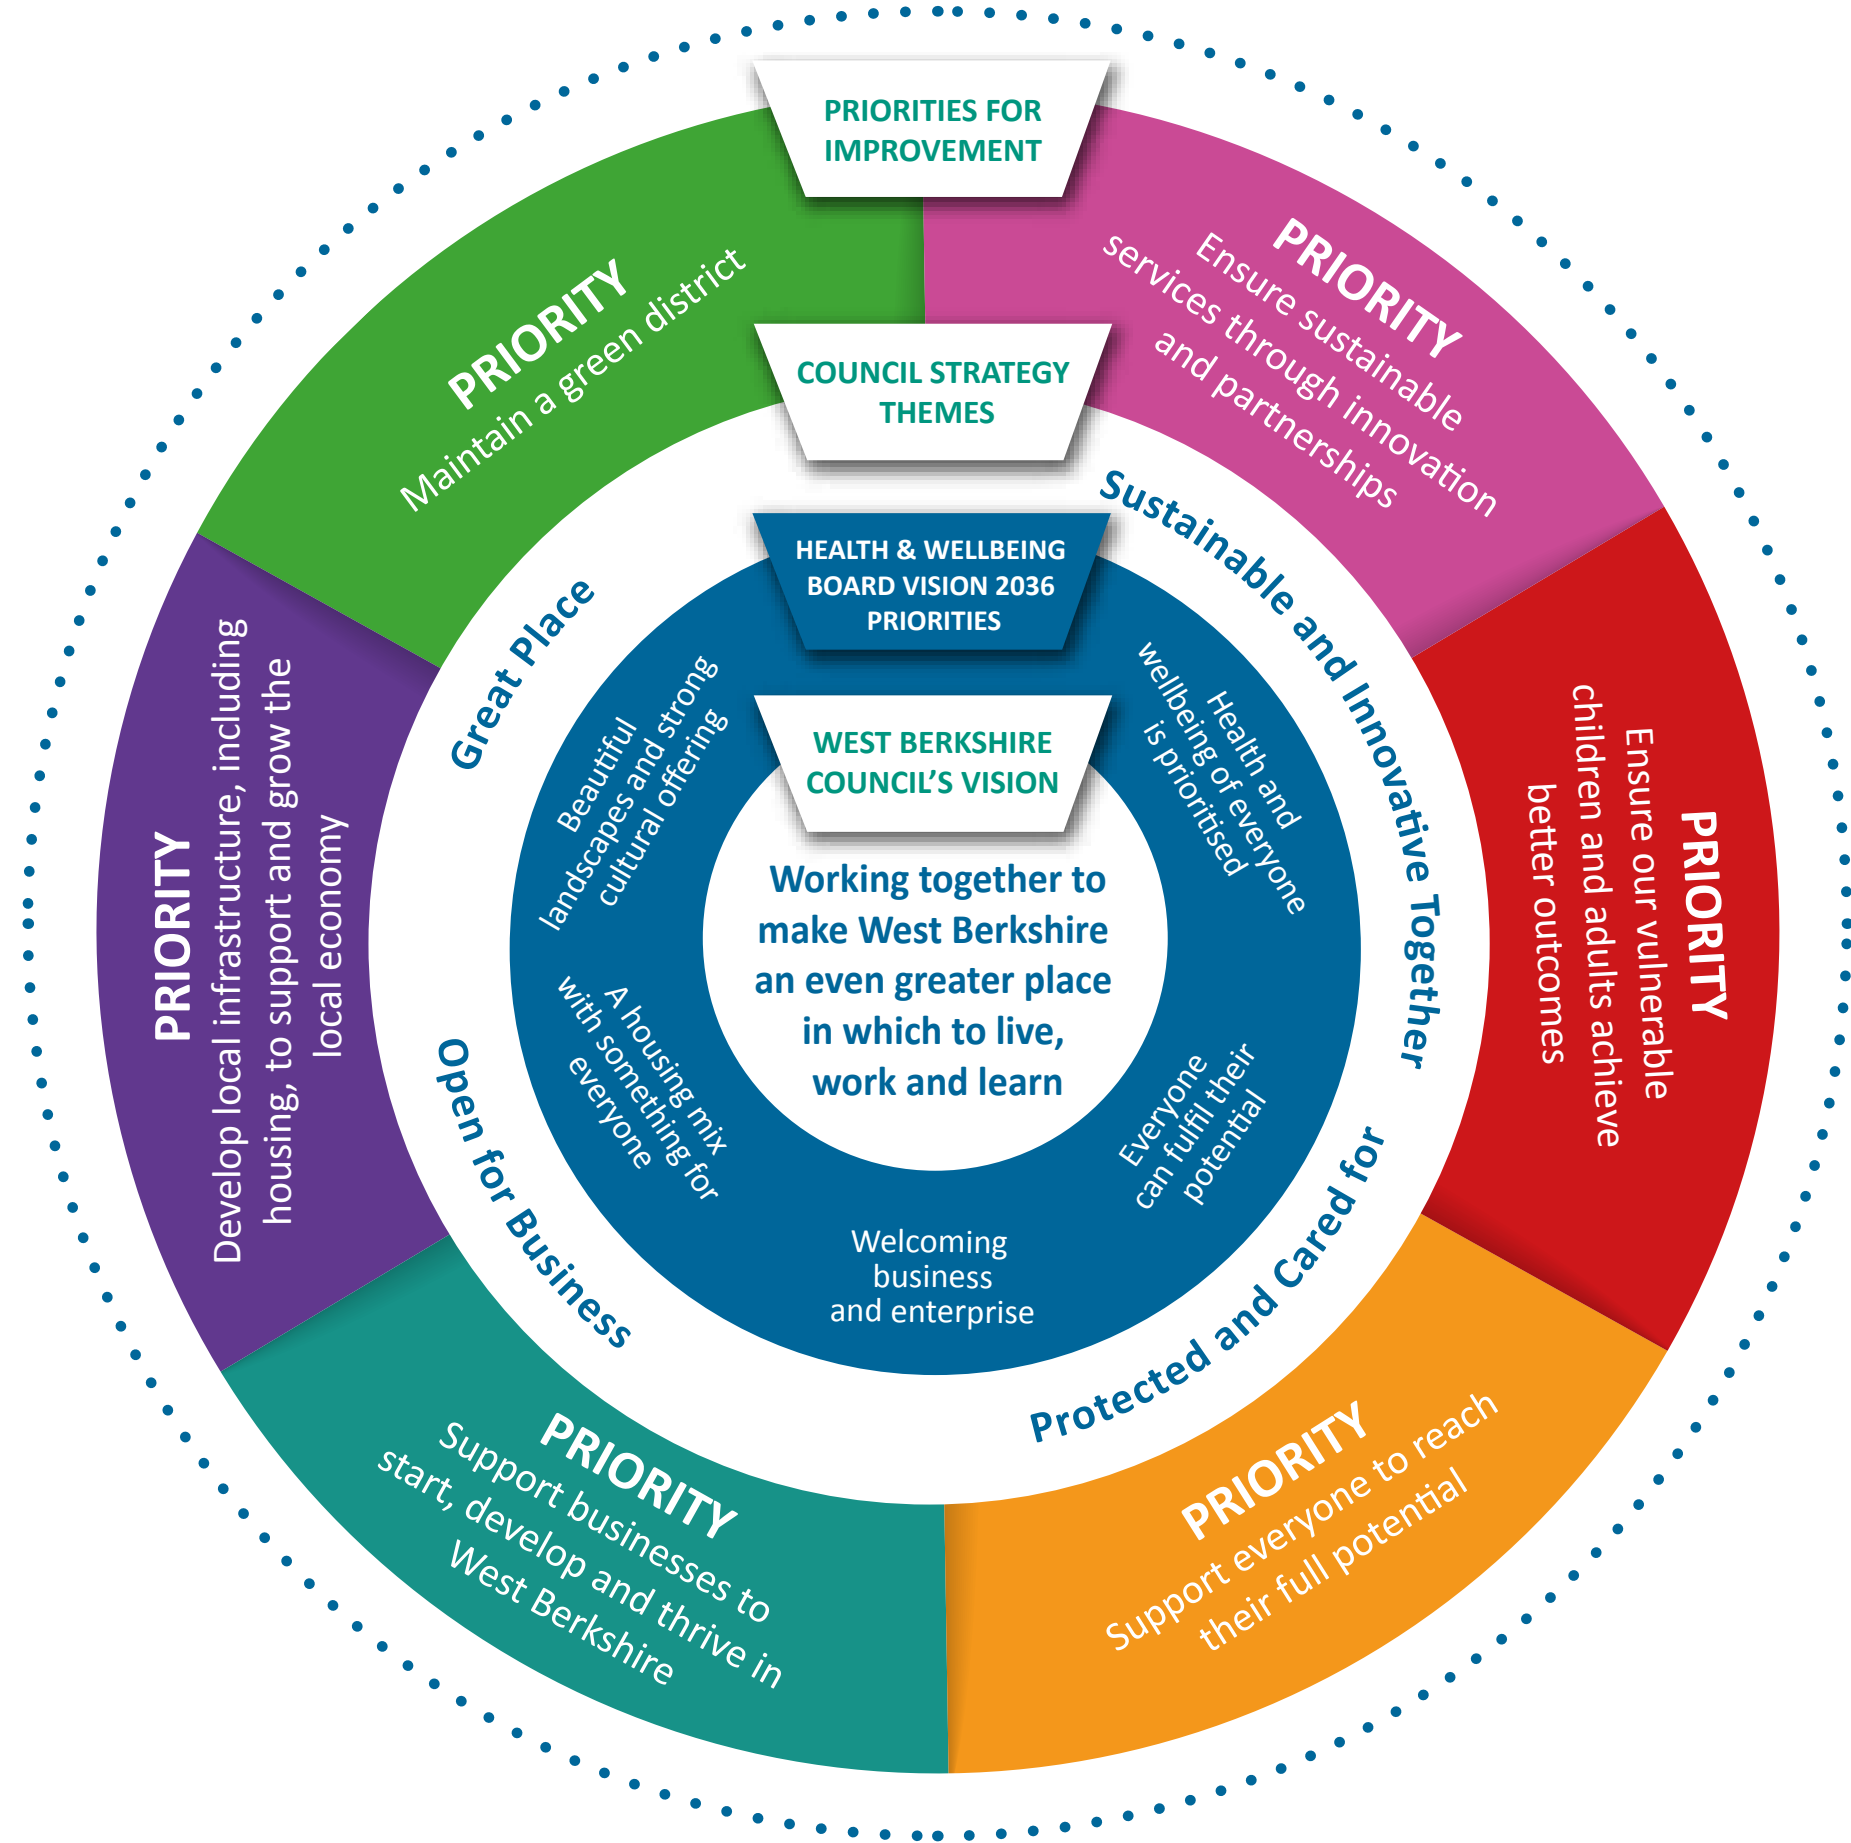 PRIORITIES FOR
IMPROVEMENT
PRIORITY
Maintain a green district
PRIORITY
Ensure sustainable
services through innovation
and partnerships
PRIORITY
Ensure our vulnerable
children and adults achieve
better outcomes
PRIORITY
Support everyone to reach
their full potential
PRIORITY
Support businesses to
start, develop and thrive in
West Berkshire
PRIORITY
Develop local infrastructure, including
housing, to support and grow the
local economy
COUNCIL STRATEGY
THEMES
Great Place
Sustainable and Innovative Together
Protected and Cared for
Open for Business
HEALTH & WELLBEING
BOARD VISION 2036
PRIORITIES
Beautiful
landscapes and strong
cultural offering
Health and
wellbeing of everyone
is prioritised
Everyone
can fulfil their
potential
Welcoming
business
and enterprise
A housing mix
with something for
everyone
WEST BERKSHIRE
COUNCIL'S VISION
Working together to
make West Berkshire
an even greater place
in which to live,
work and learn